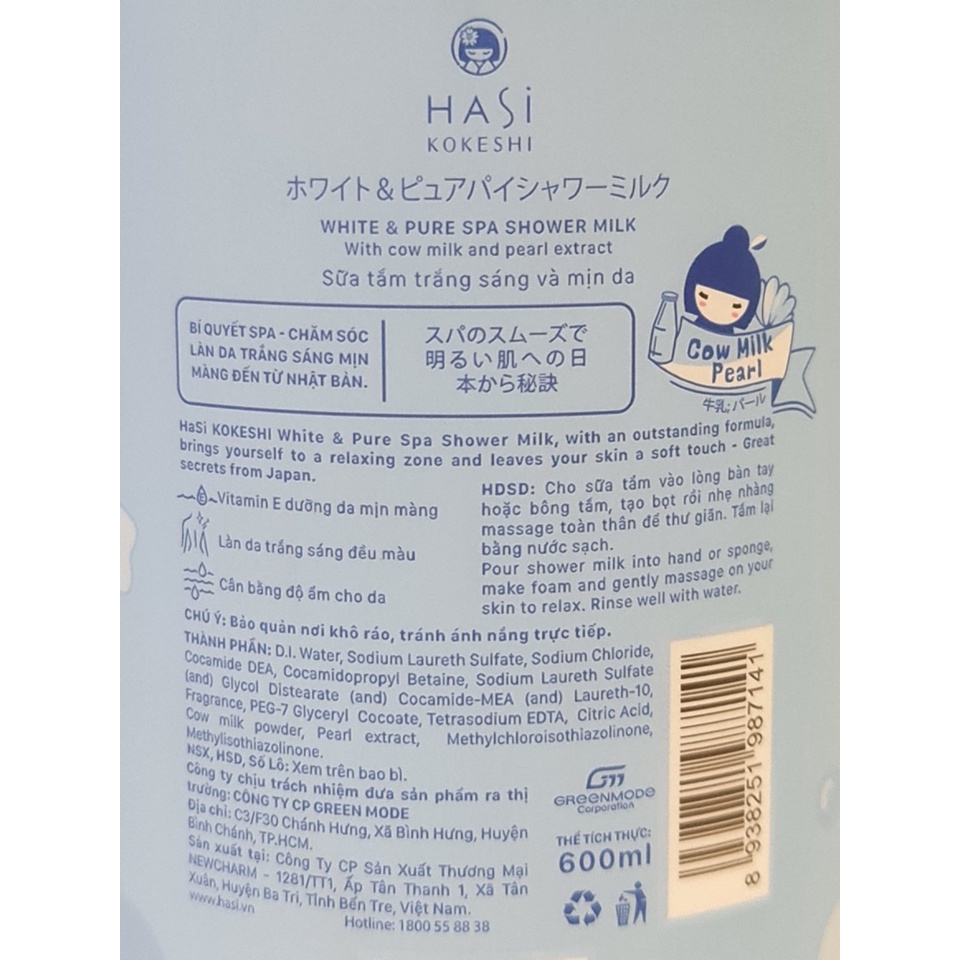 HASi
KOKESHI
ホワイト&ピュアパイシャワーミルク
WHITE & PURE SPA SHOWER MILK
With cow milk and pearl extract
Sữa tắm trắng sáng và mịn da
BÍ QUYẾT SPA - CHĂM SÓC
LÀN DA TRẮNG SÁNG MỊN
MÀNG ĐẾN TỪ NHẬT BẢN.
スパのスムーズで
明るい肌への日
本から秘訣
Cow Milk
Pearl
牛乳;パール
HaSi KOKESHI White & Pure Spa Shower Milk, with an outstanding formula,
brings yourself to a relaxing zone and leaves your skin a soft touch - Great
secrets from Japan.
Vitamin E dưỡng da mịn màng
Làn da trắng sáng đều màu
Cân bằng độ ẩm cho da
HDSD: Cho sữa tắm vào lòng bàn tay
hoặc bông tắm, tạo bọt rồi nhẹ nhàng
massage toàn thân để thư giãn. Tắm lại
bằng nước sạch.
Pour shower milk into hand or sponge,
make foam and gently massage on your
skin to relax. Rinse well with water.
CHÚ Ý: Bảo quản nơi khô ráo, tránh ánh nắng trực tiếp.
THÀNH PHẦN: D.I. Water, Sodium Laureth Sulfate, Sodium Chloride,
Cocamide DEA, Cocamidopropyl Betaine, Sodium Laureth Sulfate
(and) Glycol Distearate (and) Cocamide-MEA (and) Laureth-10,
Fragrance, PEG-7 Glyceryl Cocoate, Tetrasodium EDTA, Citric Acid,
Cow milk powder, Pearl extract, Methylchloroisothiazolinone,
Methylisothiazolinone.
NSX, HSD, Số Lô: Xem trên bao bì.
Công ty chịu trách nhiệm đưa sản phẩm ra thị
trường: CÔNG TY CP GREEN MODE
Địa chỉ: C3/F30 Chánh Hưng, Xã Bình Hưng, Huyện
Bình Chánh, TP.HCM.
Sản xuất tại: Công Ty CP Sản Xuất Thương Mại
NEWCHARM - 1281/TT1, Ấp Tân Thanh 1, Xã Tân
Xuân, Huyện Ba Tri, Tỉnh Bến Tre, Việt Nam.
www.hasi.vn
Hotline: 1800 55 88 38
GREENMODE
Corporation
THỂ TÍCH THỰC:
600ml
8 938251 987141